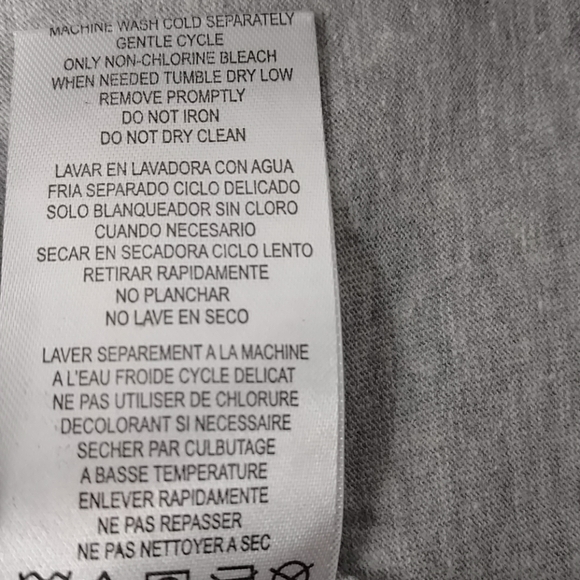 MACHINE WASH COLD SEPARATELY
GENTLE CYCLE
ONLY NON-CHLORINE BLEACH
WHEN NEEDED TUMBLE DRY LOW
REMOVE PROMPTLY
DO NOT IRON
DO NOT DRY CLEAN
LAVAR EN LAVADORA CON AGUA
FRIA SEPARADO CICLO DELICADO
SOLO BLANQUEADOR SIN CLORO
CUANDO NECESARIO
SECAR EN SECADORA CICLO LENTO
RETIRAR RAPIDAMENTE
NO PLANCHAR
NO LAVE EN SECO
LAVER SEPAREMENT A LA MACHINE
A L'EAU FROIDE CYCLE DELICAT
NE PAS UTILISER DE CHLORURE
DECOLORANT SI NECESSAIRE
SECHER PAR CULBUTAGE
A BASSE TEMPERATURE
ENLEVER RAPIDAMENTE
NE PAS REPASSER
NE PAS NETTOYER A SEC